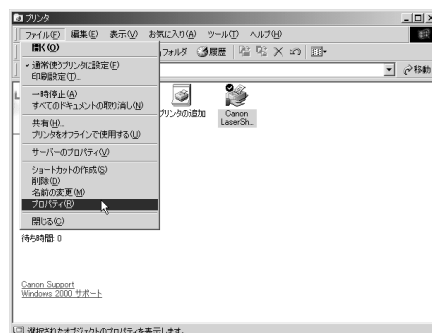 プリンタ
ファイル(F) 編集(E) 表示(V) お気に入り(A) ツール(T) ヘルプ(H)
開く(O)
フォルダ 履歴
通常使うプリンタに設定(F)
印刷設定(T)...
移動
一時停止(A)
すべてのドキュメントの取り消し(N)
共有(H)...
プリンタをオフラインで使用する(U)
サーバーのプロパティ(V)
ショートカットの作成(S)
削除(D)
名前の変更(M)
プロパティ(R)
閉じる(C)
プリンタの追加
Canon
LaserSh...
待ち時間: 0
Canon Support
Windows 2000 サポート
選択されたオブジェクトのプロパティを表示します。